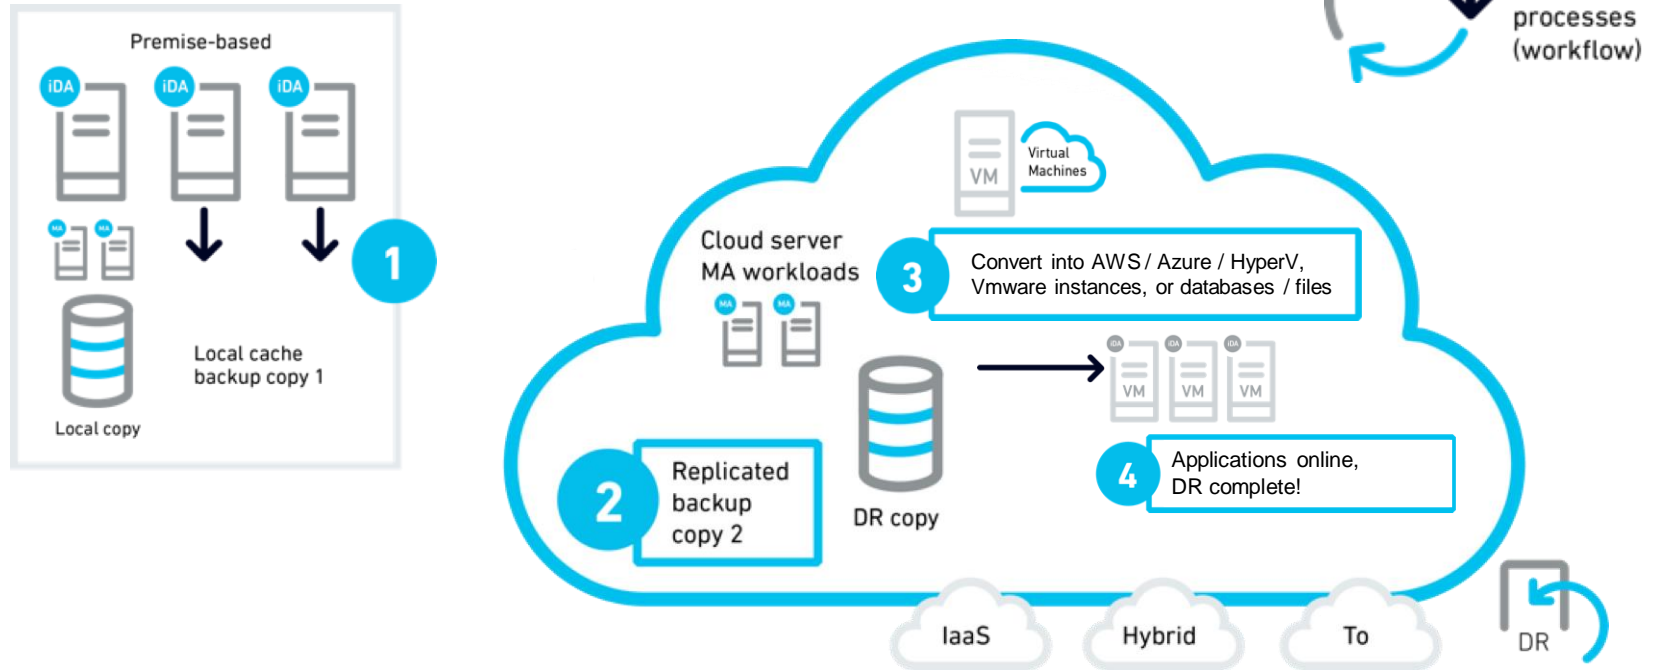 processes
(workflow)
Premise-based
iDA
iDA
iDA
MA
MA
1
Local cache
backup copy 1
Local copy
VM
Virtual
Machines
Cloud server
MA workloads
MA
MA
3
Convert into AWS / Azure / HyperV,
Vmware instances, or databases / files
iDA
iDA
iDA
VM
VM
VM
2
Replicated
backup
copy 2
DR copy
4
Applications online,
DR complete!
IaaS
Hybrid
To
DR